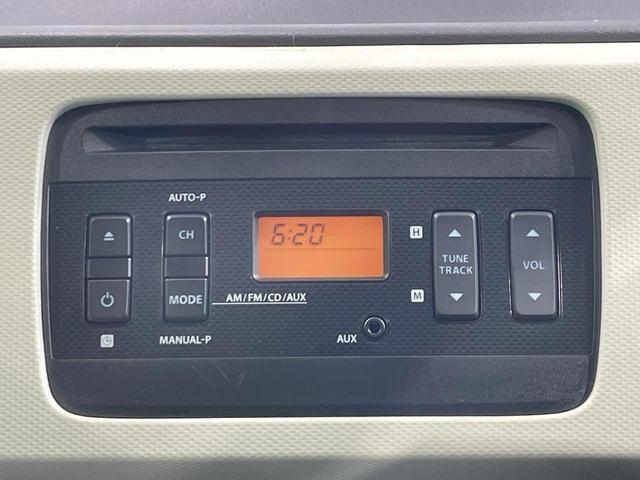 AUTO-P
CH
6:20
H
TUNE
TRACK
VOL
MODE
AM/FM/CD/AUX
M
MANUAL-P
AUX